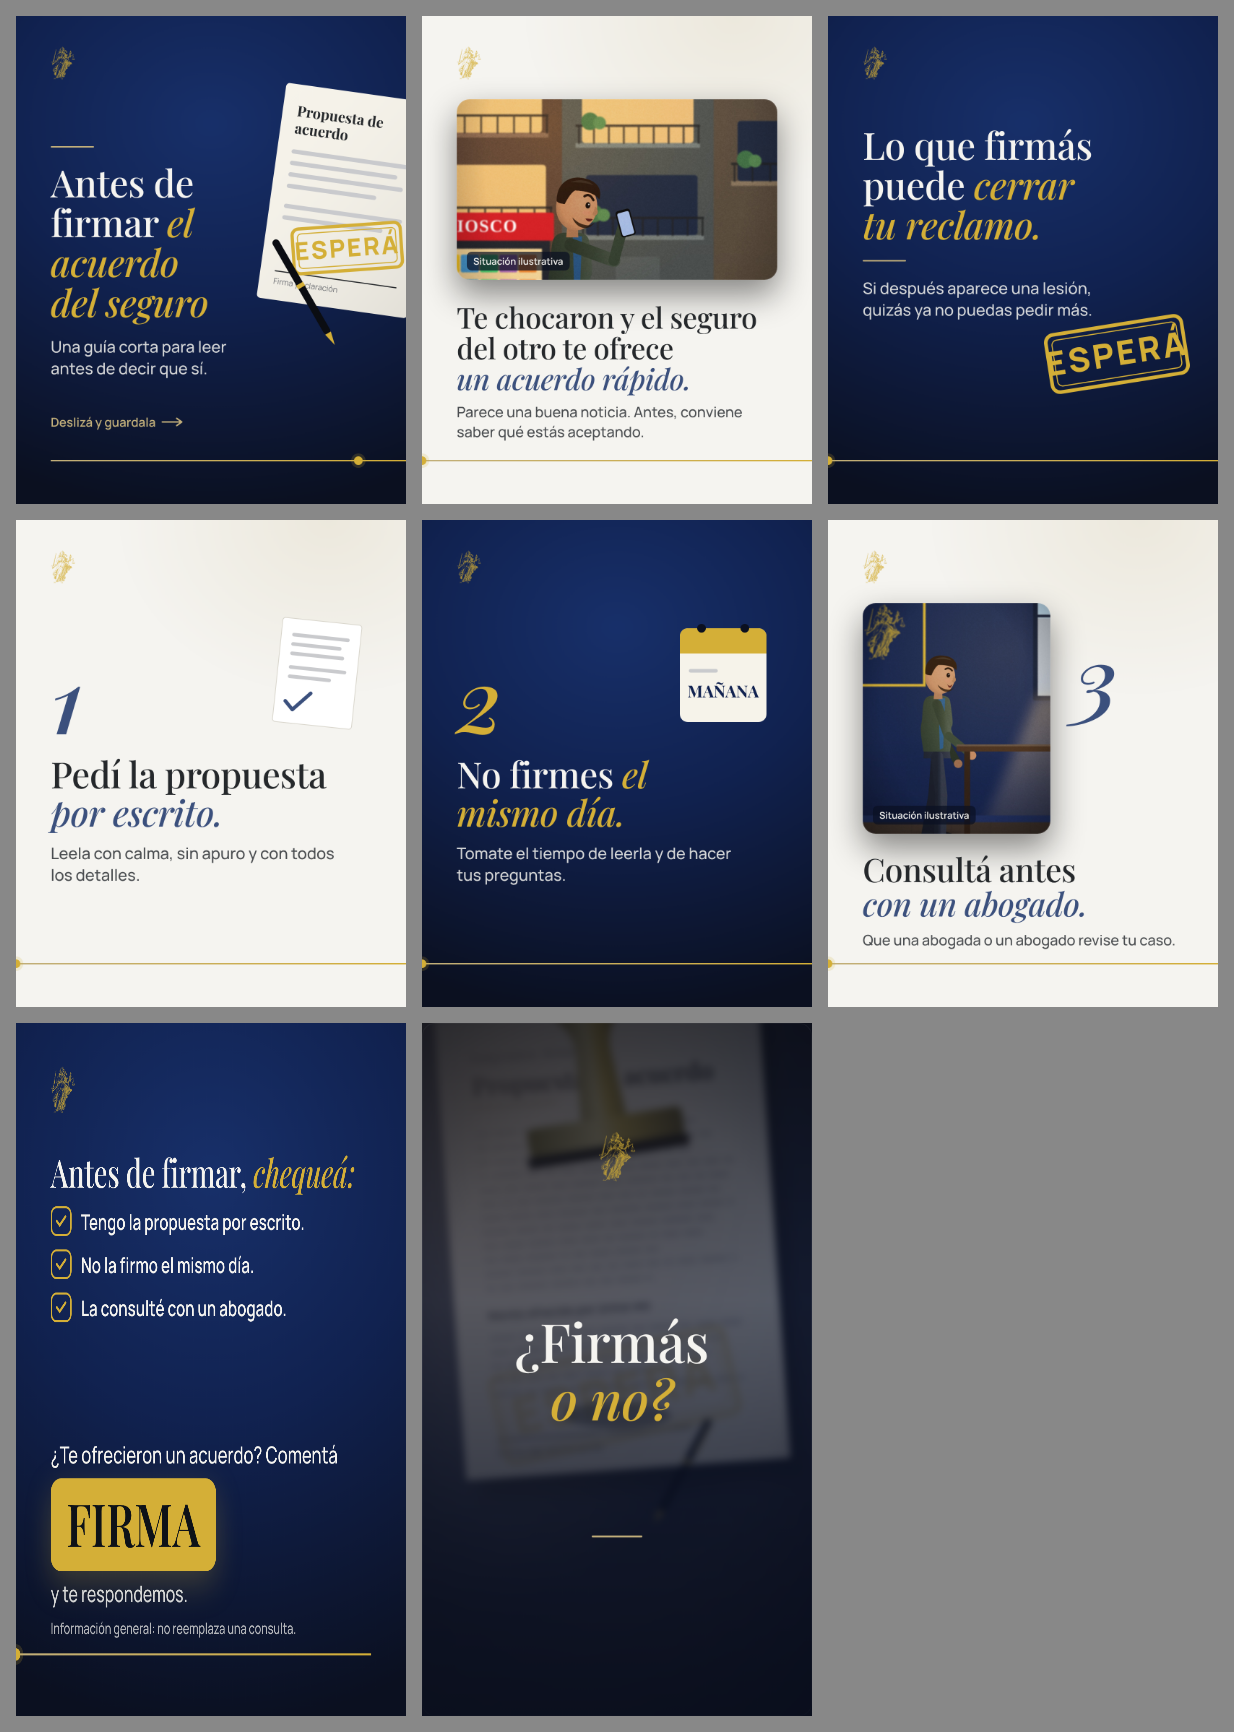 Propuesta de
acuerdo
ESPERÁ
Antes de
firmar el
acuerdo
del seguro
Una guía corta para leer
antes de decir que sí.
Deslizá y guardala
IOSCO
Situación ilustrativa
Te chocaron y el seguro
del otro te ofrece
un acuerdo rápido.
Parece una buena noticia. Antes, conviene
saber qué estás aceptando.
Lo que firmás
puede cerrar
tu reclamo.
Si después aparece una lesión,
quizás ya no puedas pedir más.
ESPERÁ
1
Pedí la propuesta
por escrito.
Leela con calma, sin apuro y con todos
los detalles.
MAÑANA
2
No firmes el
mismo día.
Tomate el tiempo de leerla y de hacer
tus preguntas.
Situación ilustrativa
3
Consultá antes
con un abogado.
Que una abogada o un abogado revise tu caso.
Antes de firmar, chequeá:
Tengo la propuesta por escrito.
No la firmo el mismo día.
La consulté con un abogado.
¿Te ofrecieron un acuerdo? Comentá
FIRMA
y te respondemos.
Información general: no reemplaza una consulta.
acuerdo
¿Firmás
o no?